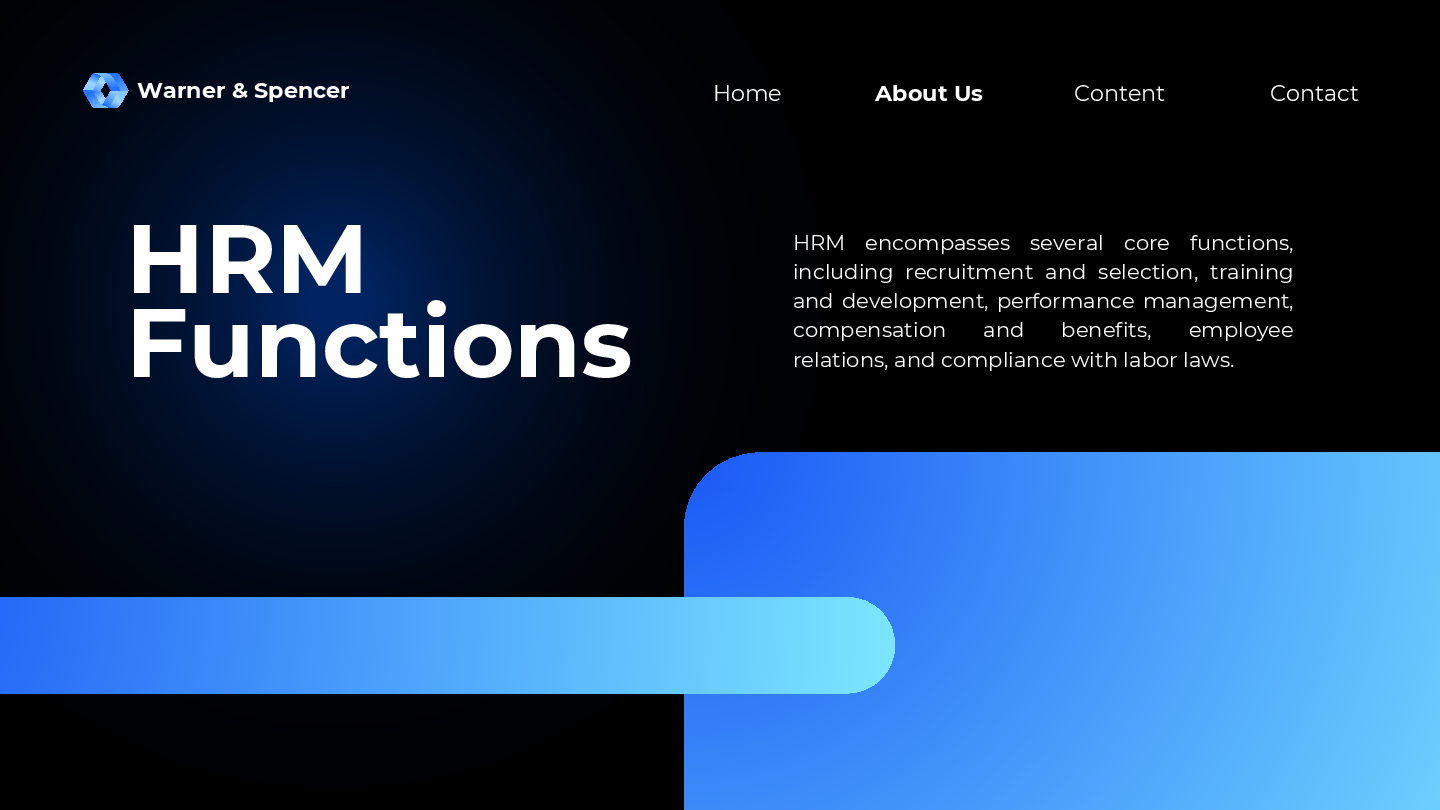 Warner & Spencer
Home
About Us
Content
Contact
HRM
Functions
HRM encompasses several core functions,
including recruitment and selection, training
and development, performance management,
compensation and benefits, employee
relations, and compliance with labor laws.